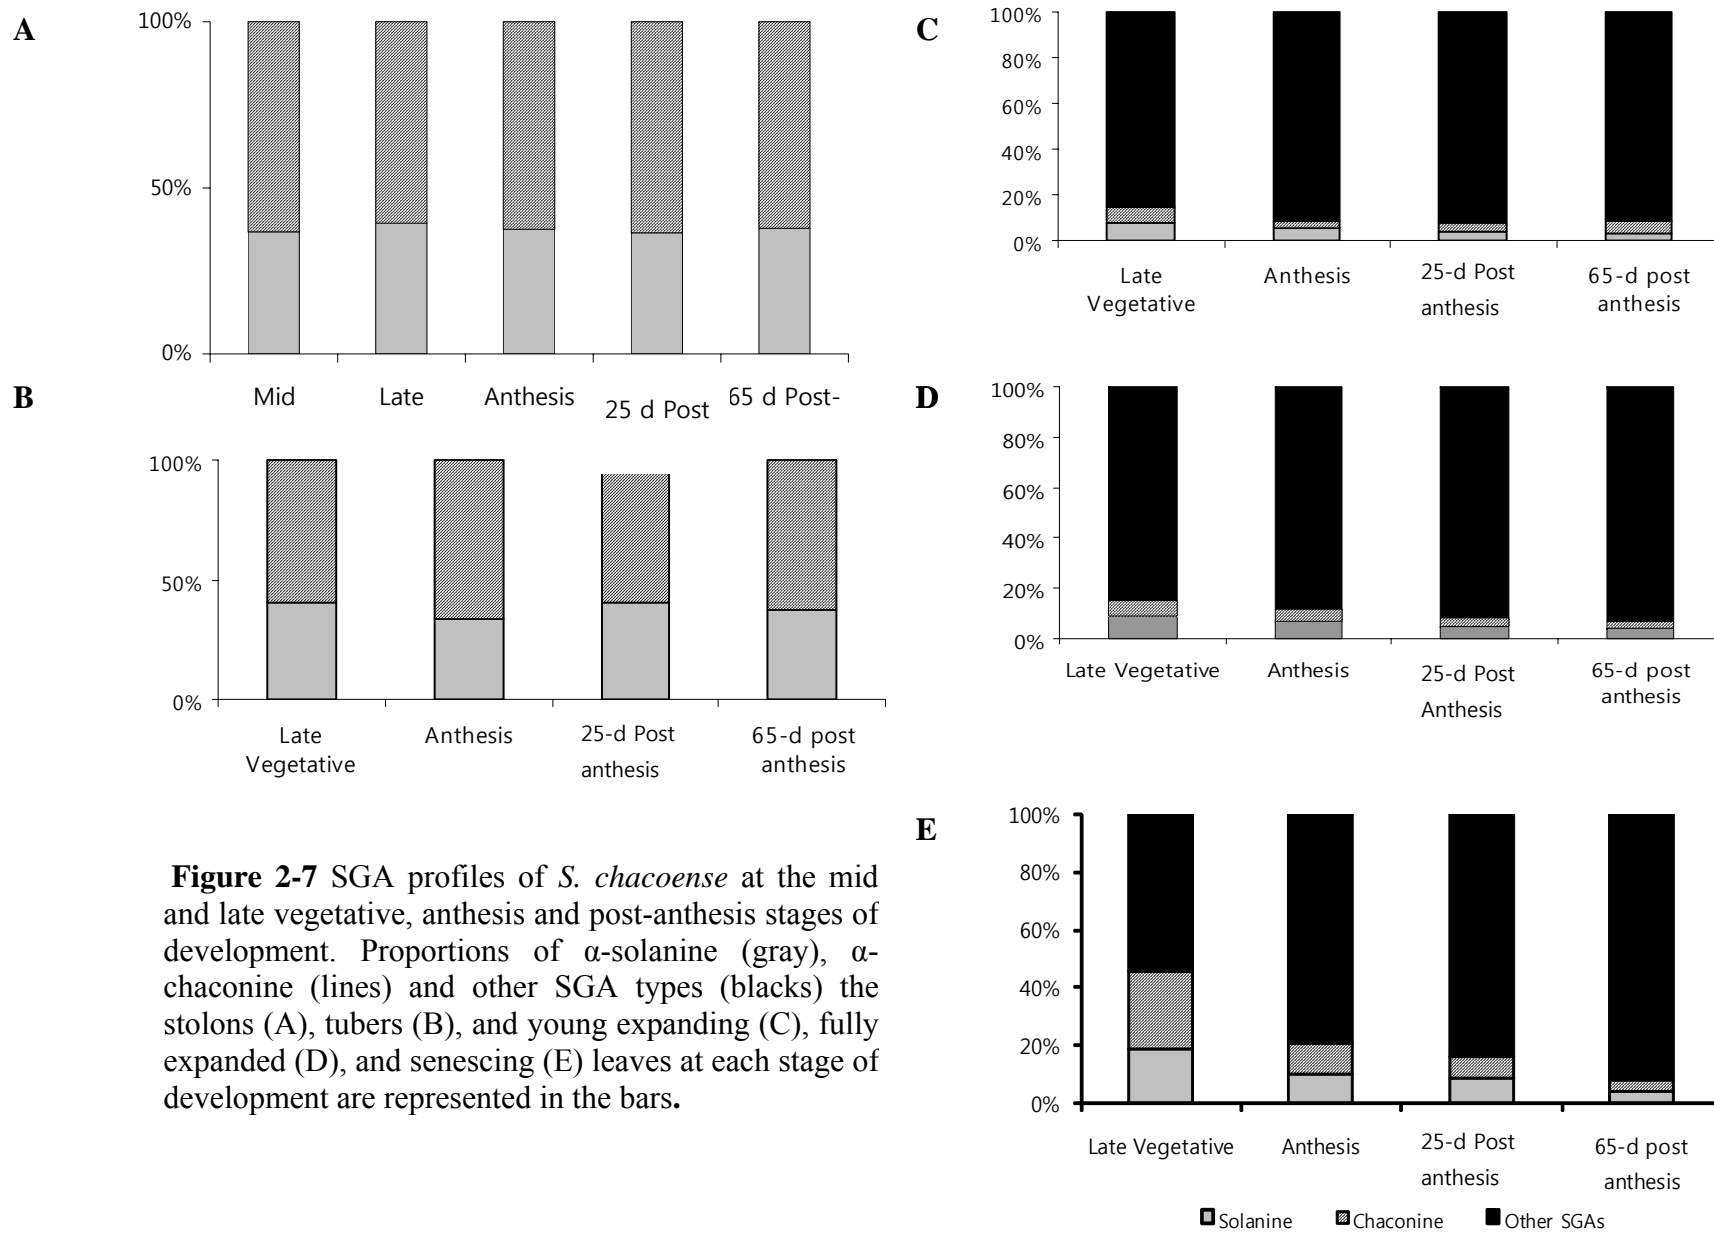 A
100%
50%
0%
Mid
Late
Anthesis
25 d Post
65 d Post-
B
100%
50%
0%
Late
Vegetative
Anthesis
25-d Post
anthesis
65-d post
anthesis
Figure 2-7 SGA profiles of S. chacoense at the mid
and late vegetative, anthesis and post-anthesis stages of
development. Proportions of α-solanine (gray), α-
chaconine (lines) and other SGA types (blacks) the
stolons (A), tubers (B), and young expanding (C), fully
expanded (D), and senescing (E) leaves at each stage of
development are represented in the bars.
C
100%
80%
60%
40%
20%
0%
Late
Vegetative
Anthesis
25-d Post
anthesis
65-d post
anthesis
D
100%
80%
60%
40%
20%
0%
Late Vegetative
Anthesis
25-d Post
Anthesis
65-d post
anthesis
E
100%
80%
60%
40%
20%
0%
Late Vegetative
Anthesis
25-d Post
anthesis
65-d post
anthesis
Solanine
Chaconine
Other SGAs